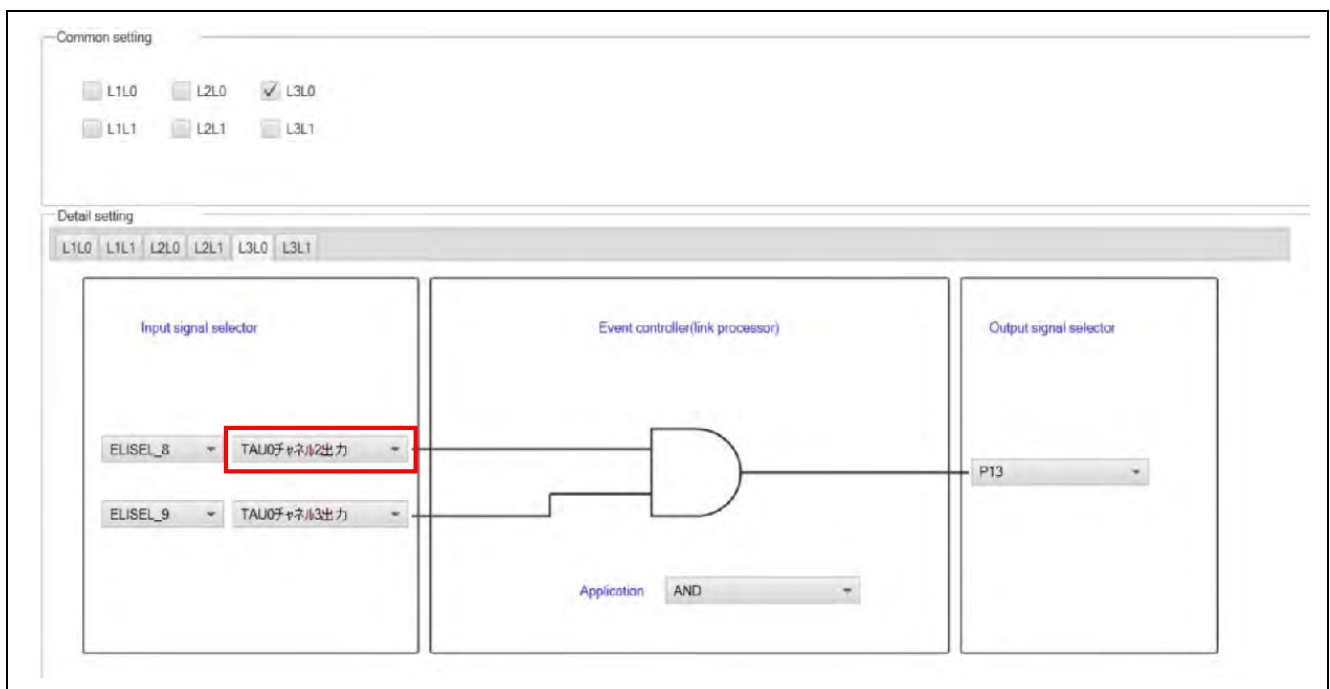 Common setting
L1L0 L2L0 L3L0
L1L1 L2L1 L3L1
Detail setting
L1L0 L1L1 L2L0 L2L1 L3L0 L3L1
Input signal selector
Event controller(link processor)
Output signal selector
ELISEL_8 TAU0チャネル2出力
P13
ELISEL_9 TAU0チャネル3出力
Application AND